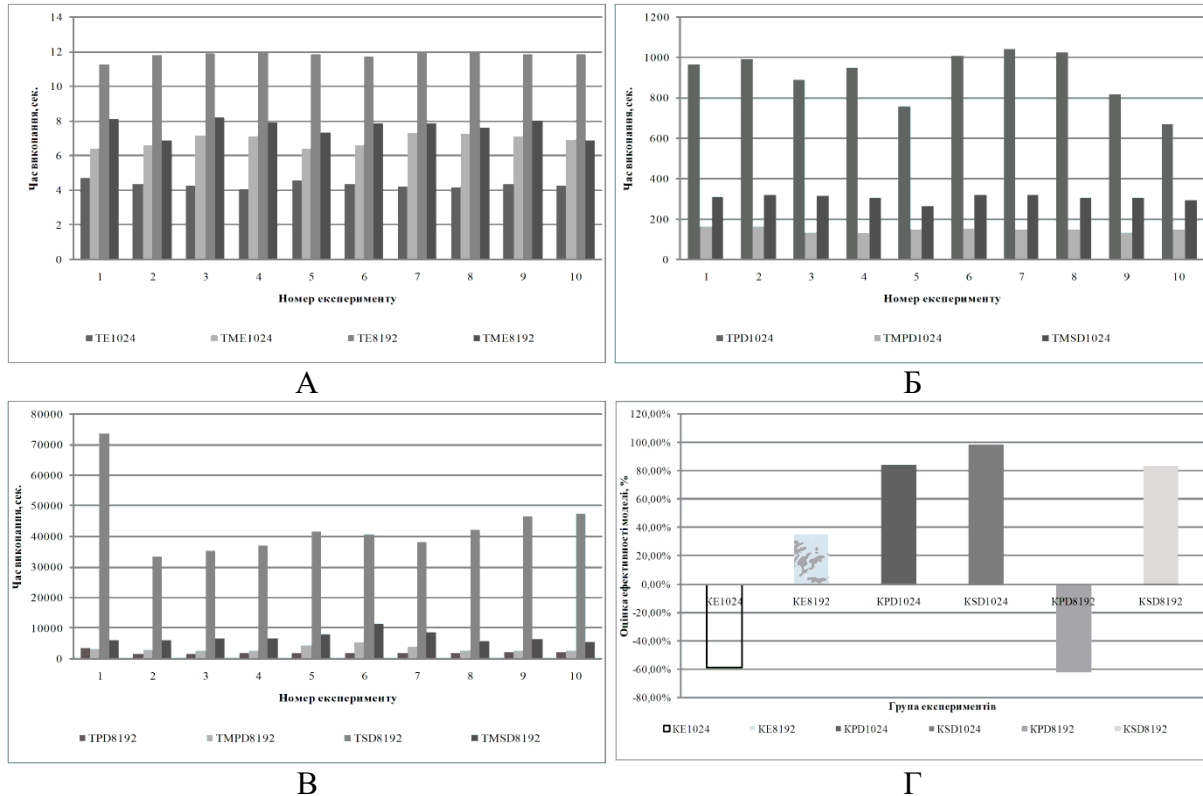 14
12
10
8
6
4
2
0
Час виконання, сек.
1 2 3 4 5 6 7 8 9 10
Номер експерименту
TE1024 TME1024 TE8192 TME8192
А
1200
1000
800
600
400
200
0
Час виконання, сек.
1 2 3 4 5 6 7 8 9 10
Номер експерименту
TPD1024 TMPD1024 TMSD1024
Б
80000
70000
60000
50000
40000
30000
20000
10000
0
Час виконання, сек.
1 2 3 4 5 6 7 8 9 10
Номер експерименту
TPD8192 TMPD8192 TSD8192 TMSD8192
В
120,00%
100,00%
80,00%
60,00%
40,00%
20,00%
0,00%
-20,00%
-40,00%
-60,00%
-80,00%
Оцінка ефективності моделі, %
KE1024 KE8192 KPD1024 KSD1024 KPD8192 KSD8192
Група експериментів
KE1024 KE8192 KPD1024 KSD1024 KPD8192 KSD8192
Г